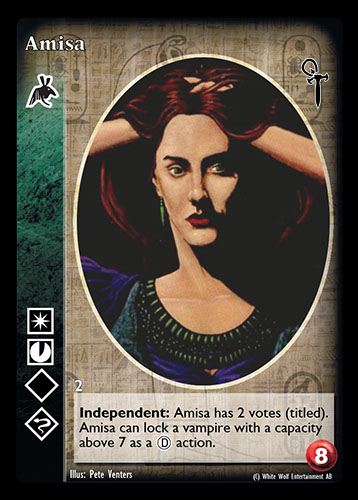 Amisa
2
Independent: Amisa has 2 votes (titled).
Amisa can lock a vampire with a capacity
above 7 as a Ⓓ action.
8
Illus: Pete Venters
(C) White Wolf Entertainment AB